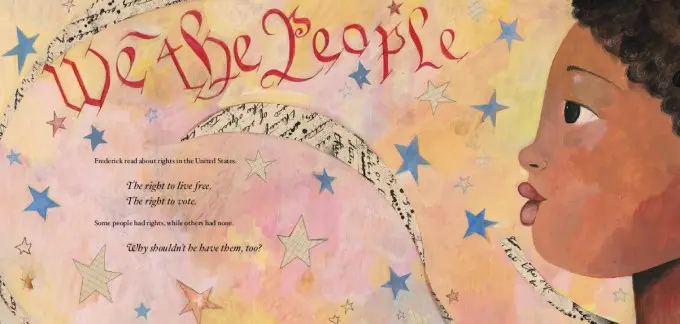 We the People
Frederick read about rights in the United States.
The right to live free.
The right to vote.
Some people had rights, while others had none.
Why shouldn't he have them, too?